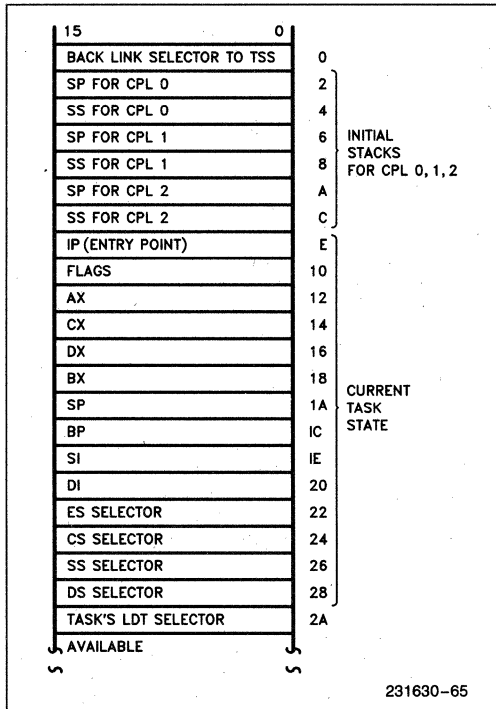 15 0
BACK LINK SELECTOR TO TSS 0
SP FOR CPL 0 2
SS FOR CPL 0 4
SP FOR CPL 1 6
SS FOR CPL 1 8
SP FOR CPL 2 A
SS FOR CPL 2 C
INITIAL
STACKS
FOR CPL 0, 1, 2
IP (ENTRY POINT) E
FLAGS 10
AX 12
CX 14
DX 16
BX 18
SP 1A
BP IC
SI IE
DI 20
ES SELECTOR 22
CS SELECTOR 24
SS SELECTOR 26
DS SELECTOR 28
CURRENT
TASK
STATE
TASK'S LDT SELECTOR 2A
AVAILABLE
231630-65